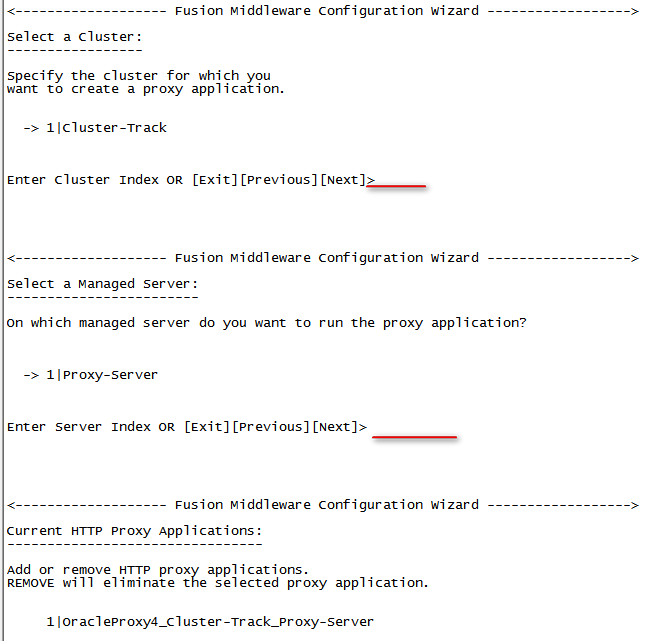 <------------------- Fusion Middleware Configuration Wizard ------------------>
Select a Cluster:
-----------------
Specify the cluster for which you
want to create a proxy application.
-> 1|Cluster-Track
Enter Cluster Index OR [Exit][Previous][Next]>
<------------------- Fusion Middleware Configuration Wizard ------------------>
Select a Managed Server:
------------------------
On which managed server do you want to run the proxy application?
-> 1|Proxy-Server
Enter Server Index OR [Exit][Previous][Next]>
<------------------- Fusion Middleware Configuration Wizard ------------------>
Current HTTP Proxy Applications:
--------------------------------
Add or remove HTTP proxy applications.
REMOVE will eliminate the selected proxy application.
1|OracleProxy4_Cluster-Track_Proxy-Server